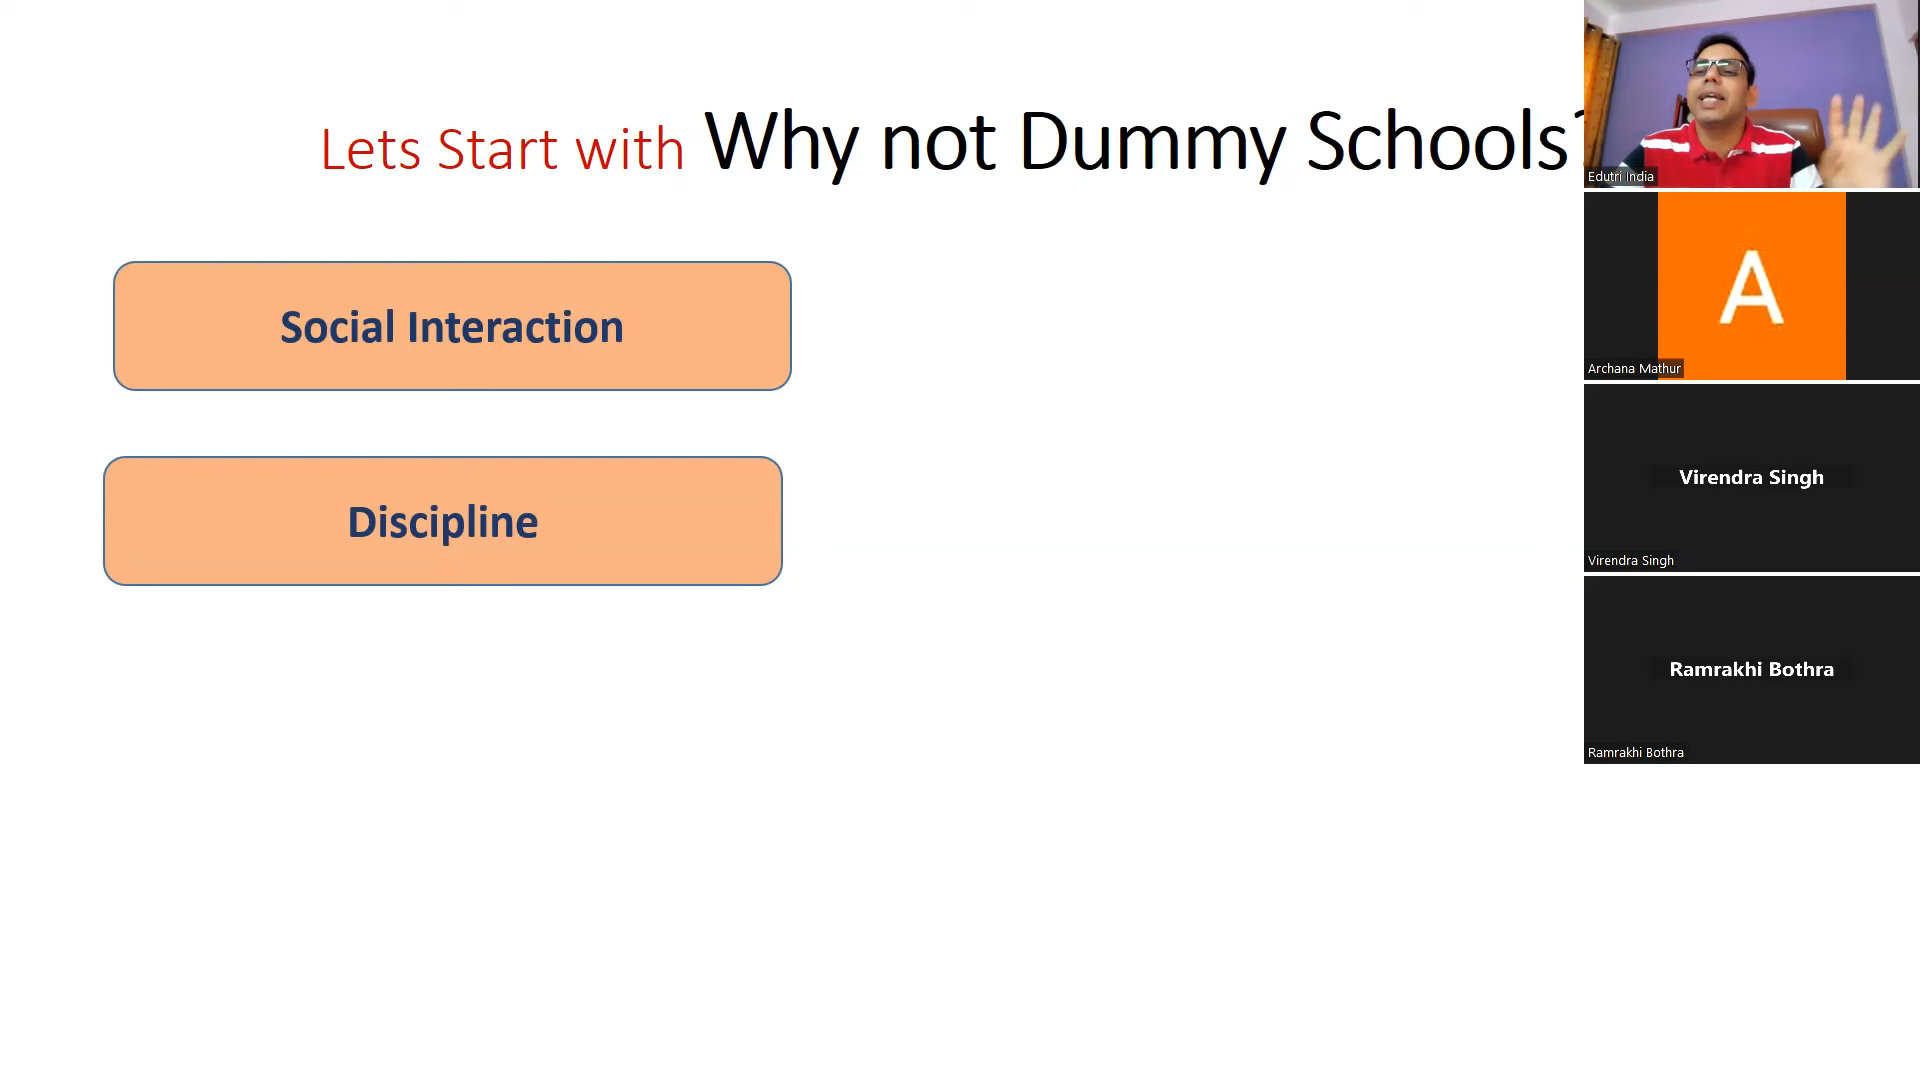 Lets Start with Why not Dummy Schools?
Social Interaction
Discipline
Edutri India
A
Archana Mathur
Virendra Singh
Virendra Singh
Ramrakhi Bothra
Ramrakhi Bothra